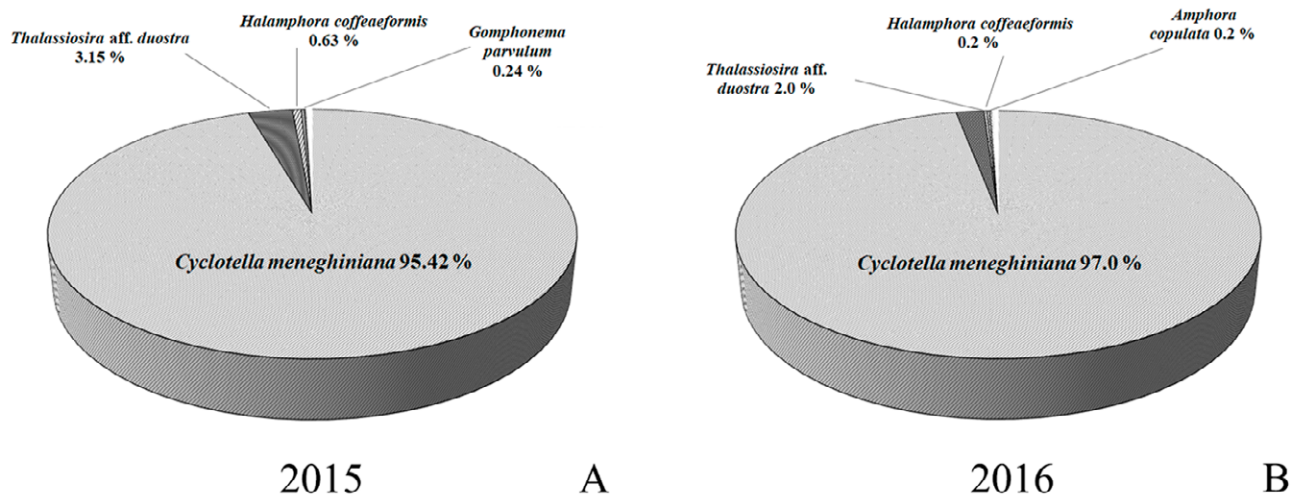 Halamphora coffeaeformis
0.63 %
Thalassiosira aff. duostra
3.15 %
Gomphonema
parvulum
0.24 %
Cyclotella meneghiniana 95.42 %
2015
A
Halamphora coffeaeformis
0.2 %
Amphora
copulata 0.2 %
Thalassiosira aff.
duostra 2.0 %
Cyclotella meneghiniana 97.0 %
2016
B